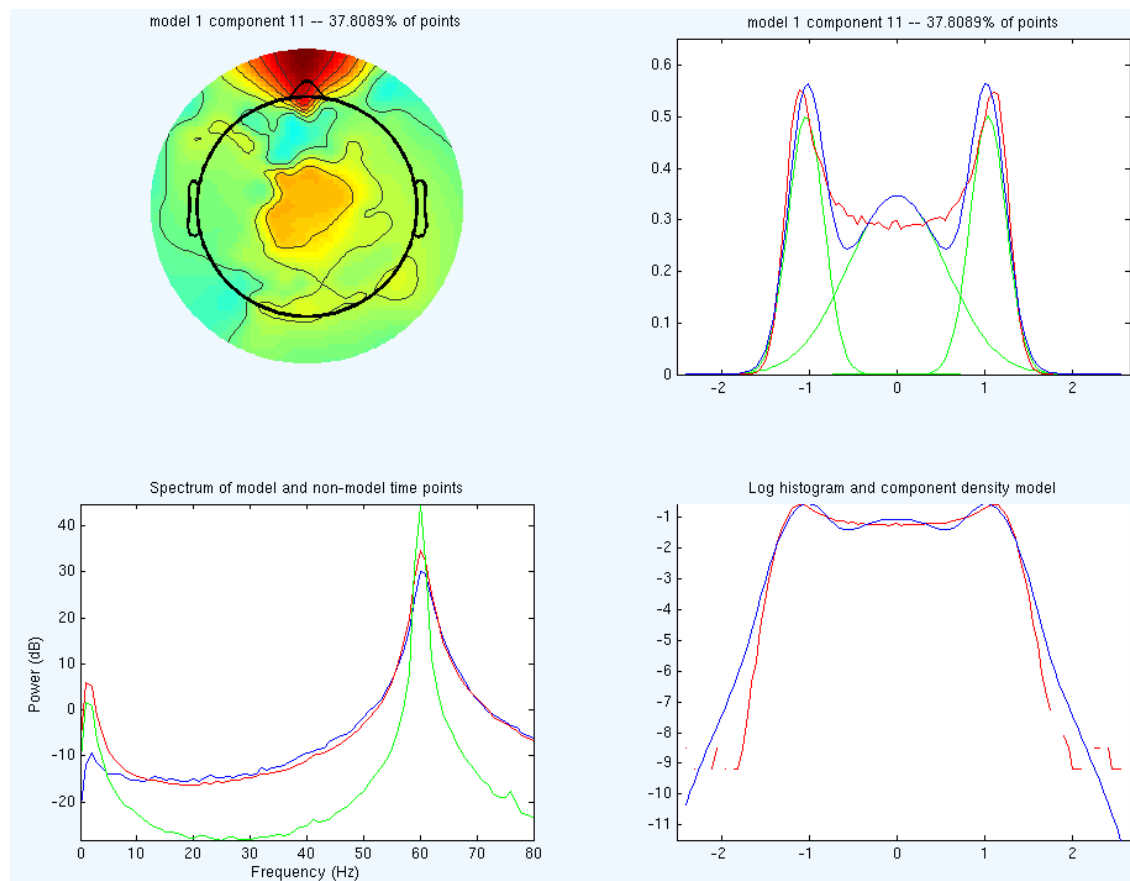 model 1 component 11 -- 37.8089% of points
model 1 component 11 -- 37.8089% of points
0.6
0.5
0.4
0.3
0.2
0.1
0
-2 -1 0 1 2
Spectrum of model and non-model time points
Power (dB)
40
30
20
10
0
-10
-20
0 10 20 30 40 50 60 70 80
Frequency (Hz)
Log histogram and component density model
-1
-2
-3
-4
-5
-6
-7
-8
-9
-10
-11
-2 -1 0 1 2